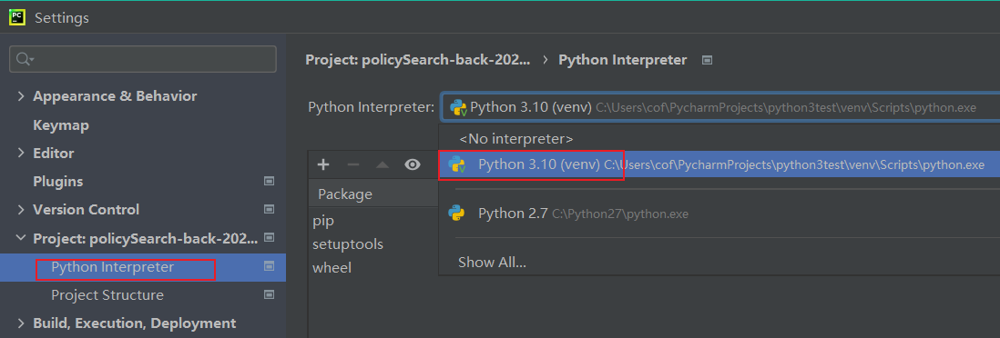 PC Settings
Project: policySearch-back-202... › Python Interpreter
Appearance & Behavior
Keymap
Editor
Plugins
Version Control
Project: policySearch-back-202...
Python Interpreter
Project Structure
Build, Execution, Deployment
Python Interpreter: Python 3.10 (venv) C:\Users\cof\PycharmProjects\python3test\venv\Scripts\python.exe
<No interpreter>
Python 3.10 (venv) C:\Users\cof\PycharmProjects\python3test\venv\Scripts\python.exe
Python 2.7 C:\Python27\python.exe
Show All...
Package
pip
setuptools
wheel